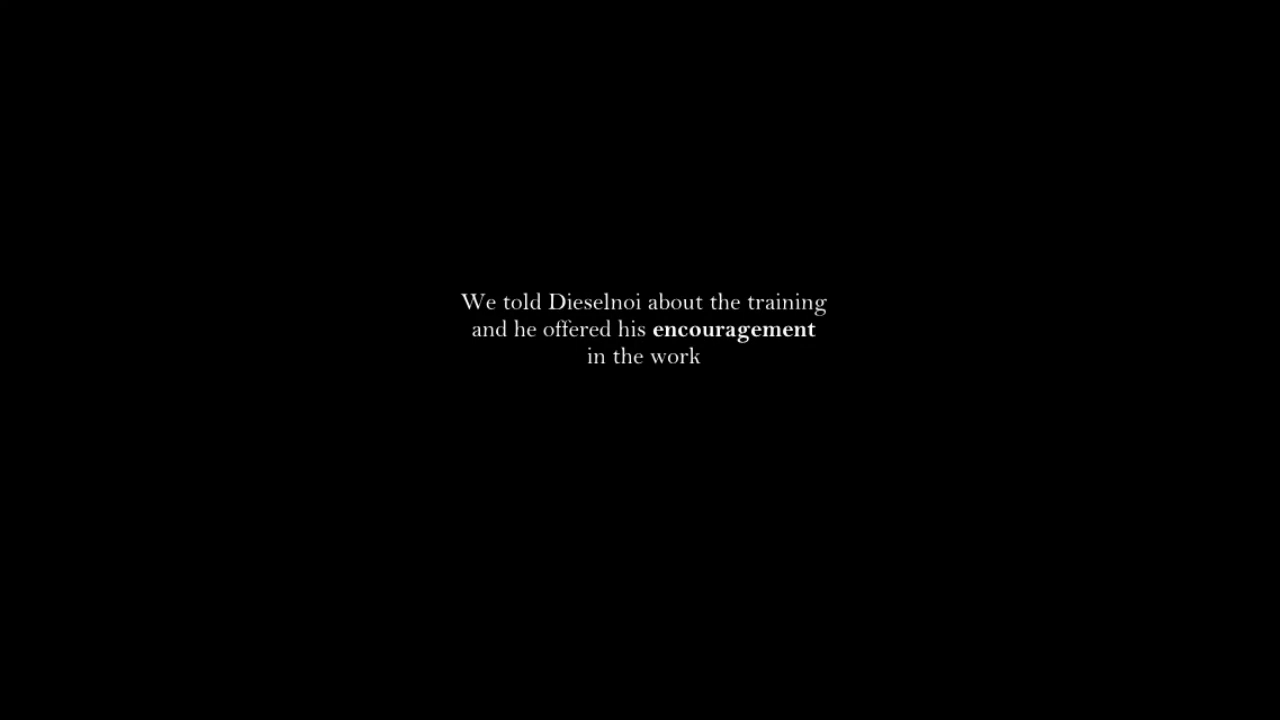 We told Dieselnoi about the training
and he offered his encouragement
in the work